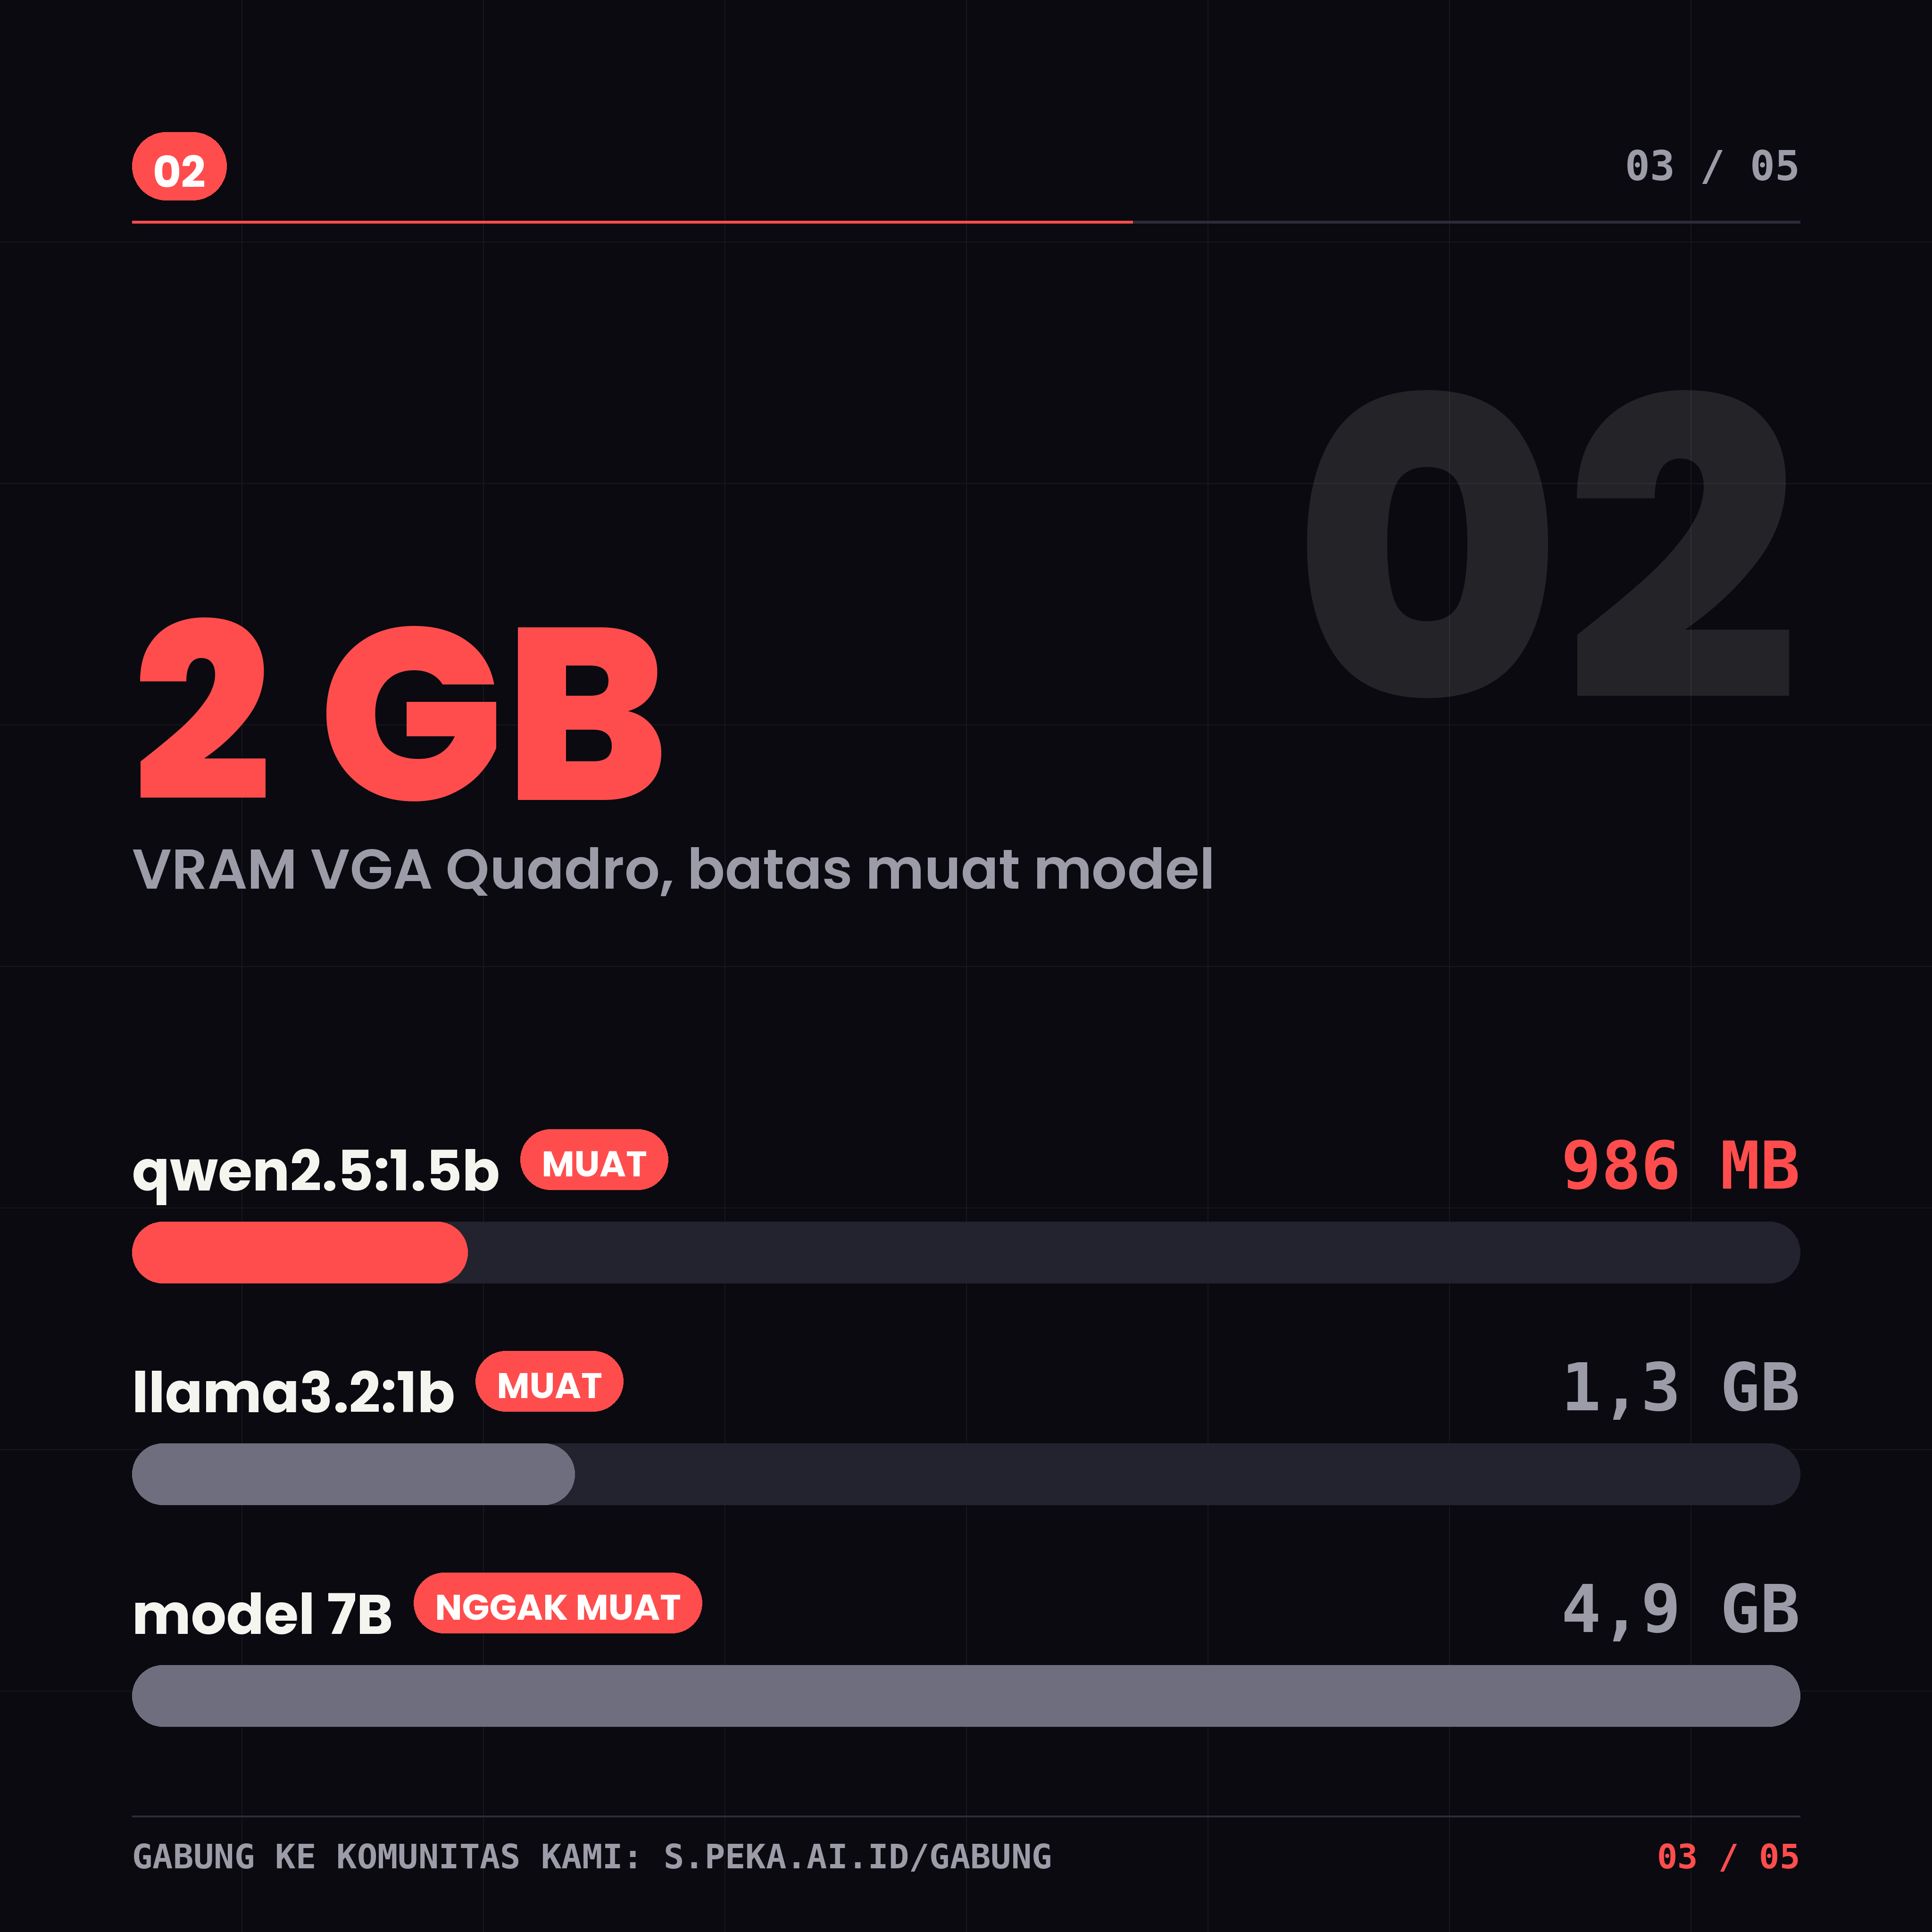 02
03 / 05
02
2 GB
VRAM VGA Quadro, batas muat model
qwen2.5:1.5b MUAT 986 MB
llama3.2:1b MUAT 1,3 GB
model 7B NGGAK MUAT 4,9 GB
GABUNG KE KOMUNITAS KAMI: S.PEKA.AI.ID/GABUNG
03 / 05